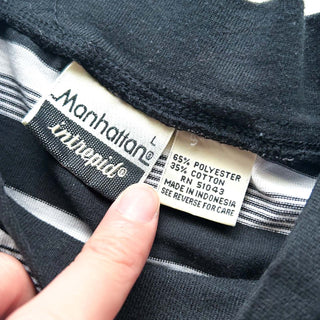 Manhattan®
L
intrepid®
65% POLYESTER
35% COTTON
RN 51043
MADE IN INDONESIA
SEE REVERSE FOR CARE